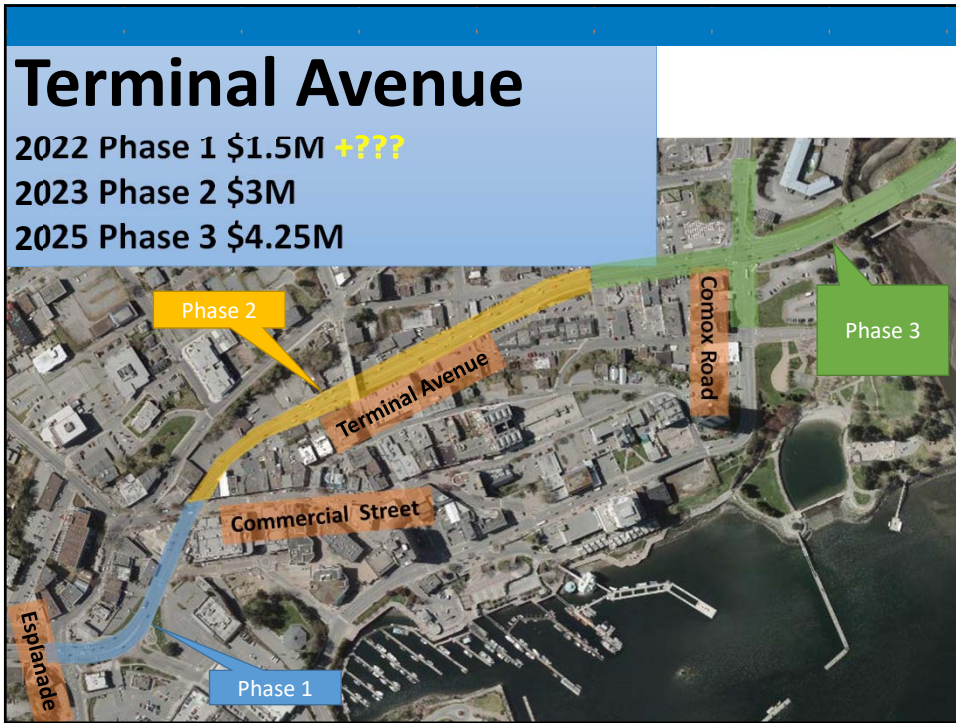 Terminal Avenue
2022 Phase 1 $1.5M +???
2023 Phase 2 $3M
2025 Phase 3 $4.25M
Phase 2
Comox Road
Phase 3
Terminal Avenue
Commercial Street
Esplanade
Phase 1